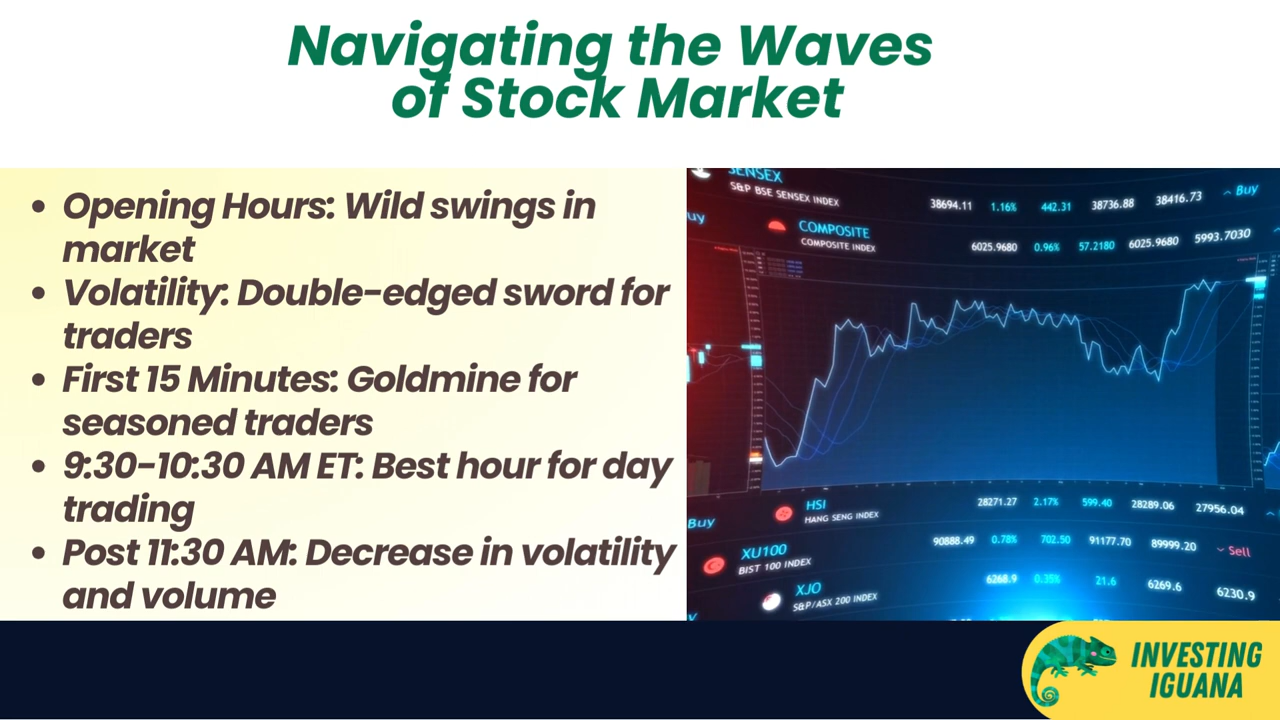 Navigating the Waves
of Stock Market
• Opening Hours: Wild swings in
market
• Volatility: Double-edged sword for
traders
• First 15 Minutes: Goldmine for
seasoned traders
• 9:30-10:30 AM ET: Best hour for day
trading
• Post 11:30 AM: Decrease in volatility
and volume
SENSEX
S&P BSE SENSEX INDEX 38694.11 1.16% 442.31 38736.88 38416.73 Buy
COMPOSITE
COMPOSITE INDEX 6025.9680 0.96% 57.2180 6025.9680 5993.7030
HSI
HANG SENG INDEX 28271.27 2.17% 599.40 28289.06 27956.04
Buy
XU100
BIST 100 INDEX 90888.49 0.78% 702.50 91177.70 89999.20 Sell
XJO
S&P/ASX 200 INDEX 6268.9 0.35% 21.6 6269.6 6230.9
INVESTING
IGUANA